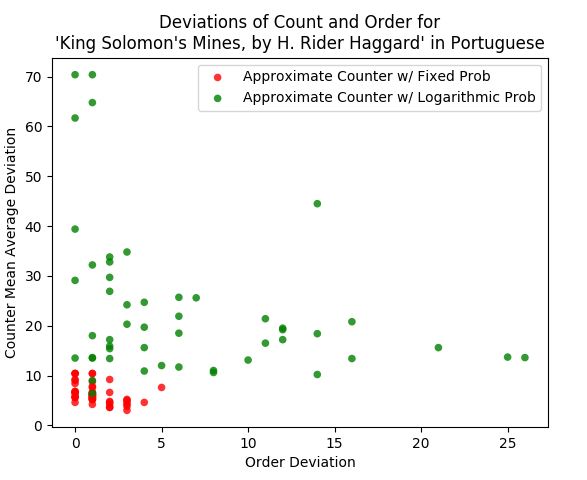 Deviations of Count and Order for
'King Solomon's Mines, by H. Rider Haggard' in Portuguese
Approximate Counter w/ Fixed Prob
Approximate Counter w/ Logarithmic Prob
Counter Mean Average Deviation
70
60
50
40
30
20
10
0
0 5 10 15 20 25
Order Deviation